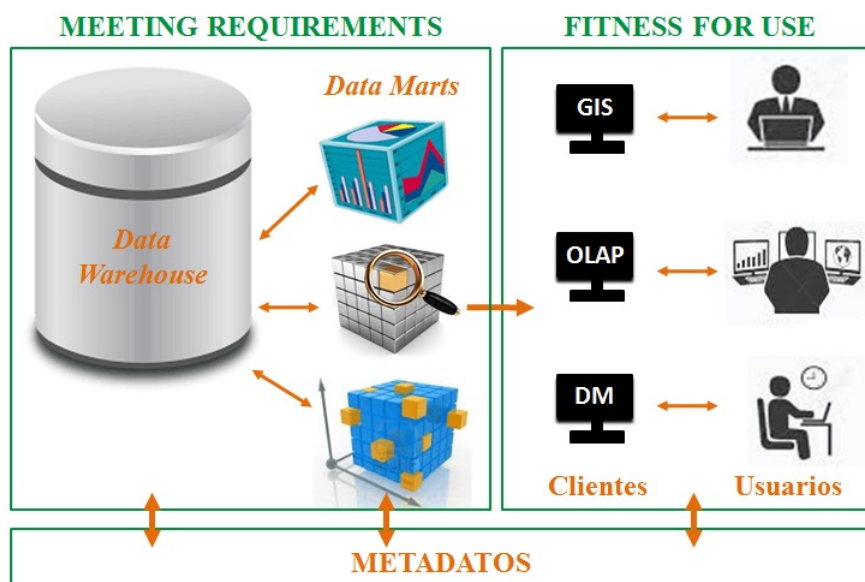 MEETING REQUIREMENTS
FITNESS FOR USE
Data Marts
Data
Warehouse
GIS
OLAP
DM
Clientes
Usuarios
METADATOS